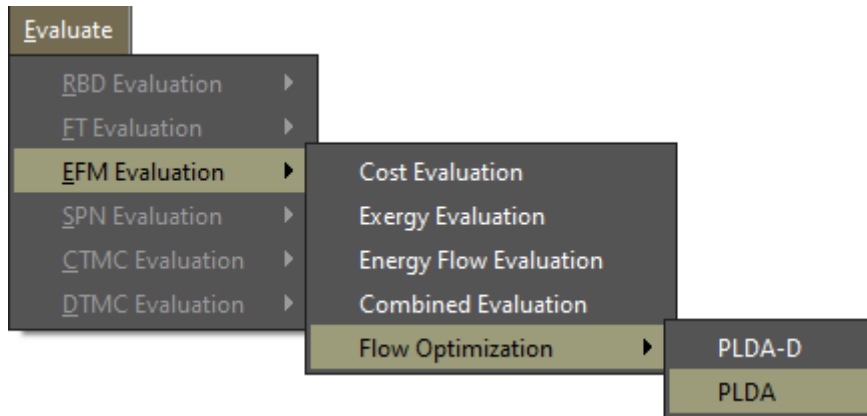 Evaluate
RBD Evaluation
FT Evaluation
EFM Evaluation
SPN Evaluation
CTMC Evaluation
DTMC Evaluation
Cost Evaluation
Exergy Evaluation
Energy Flow Evaluation
Combined Evaluation
Flow Optimization
PLDA-D
PLDA